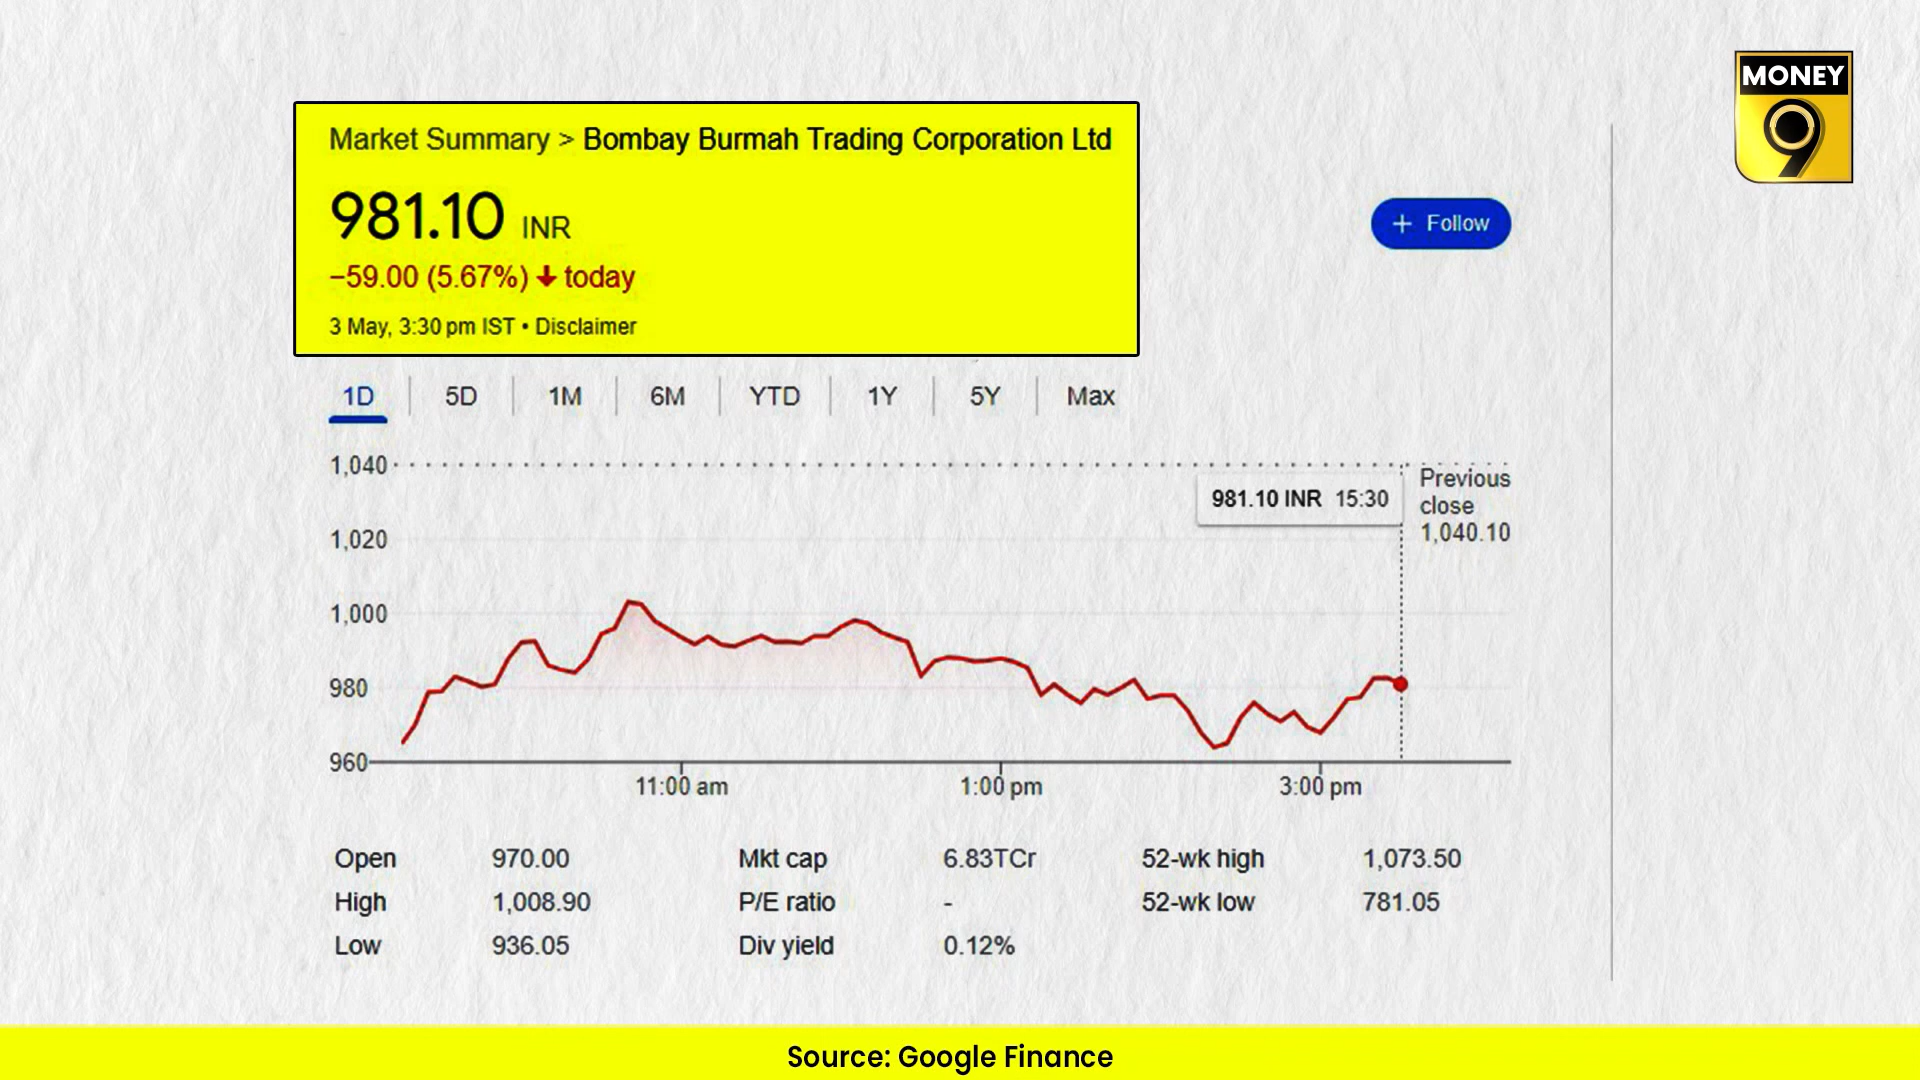 MONEY
9
Market Summary > Bombay Burmah Trading Corporation Ltd
981.10 INR
−59.00 (5.67%) ↓ today
3 May, 3:30 pm IST • Disclaimer
+ Follow
1D 5D 1M 6M YTD 1Y 5Y Max
1,040
1,020
1,000
980
960
981.10 INR 15:30
Previous
close
1,040.10
11:00 am 1:00 pm 3:00 pm
Open 970.00 Mkt cap 6.83TCr 52-wk high 1,073.50
High 1,008.90 P/E ratio - 52-wk low 781.05
Low 936.05 Div yield 0.12%
Source: Google Finance